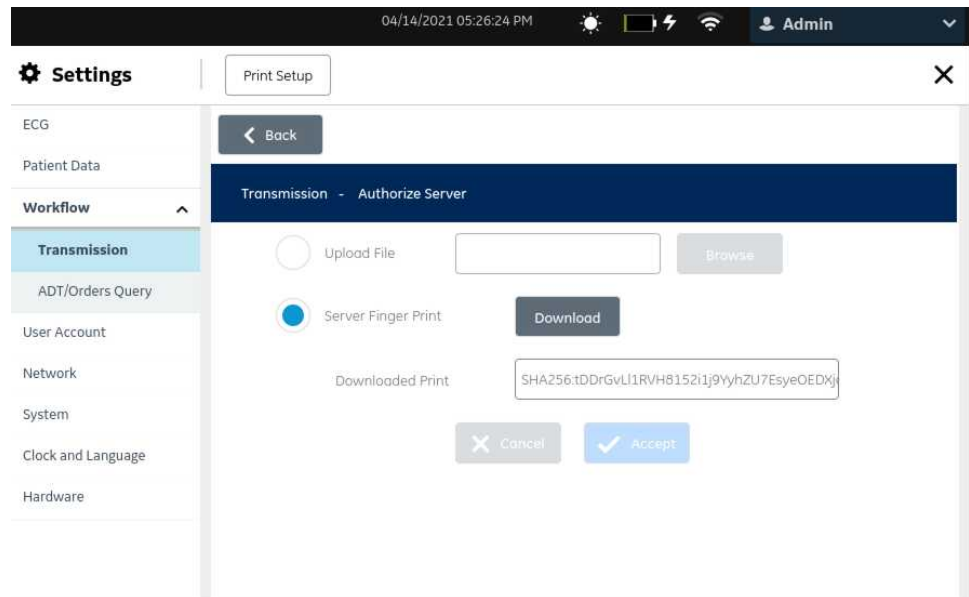 04/14/2021 05:26:24 PM
Admin
Settings
Print Setup
ECG
Patient Data
Workflow
Transmission
ADT/Orders Query
User Account
Network
System
Clock and Language
Hardware
Back
Transmission - Authorize Server
Upload File
Browse
Server Finger Print
Download
Downloaded Print
SHA256:tDDrGvLl1RVH8152i1j9YyhZU7EsyeOEDXj
Cancel
Accept